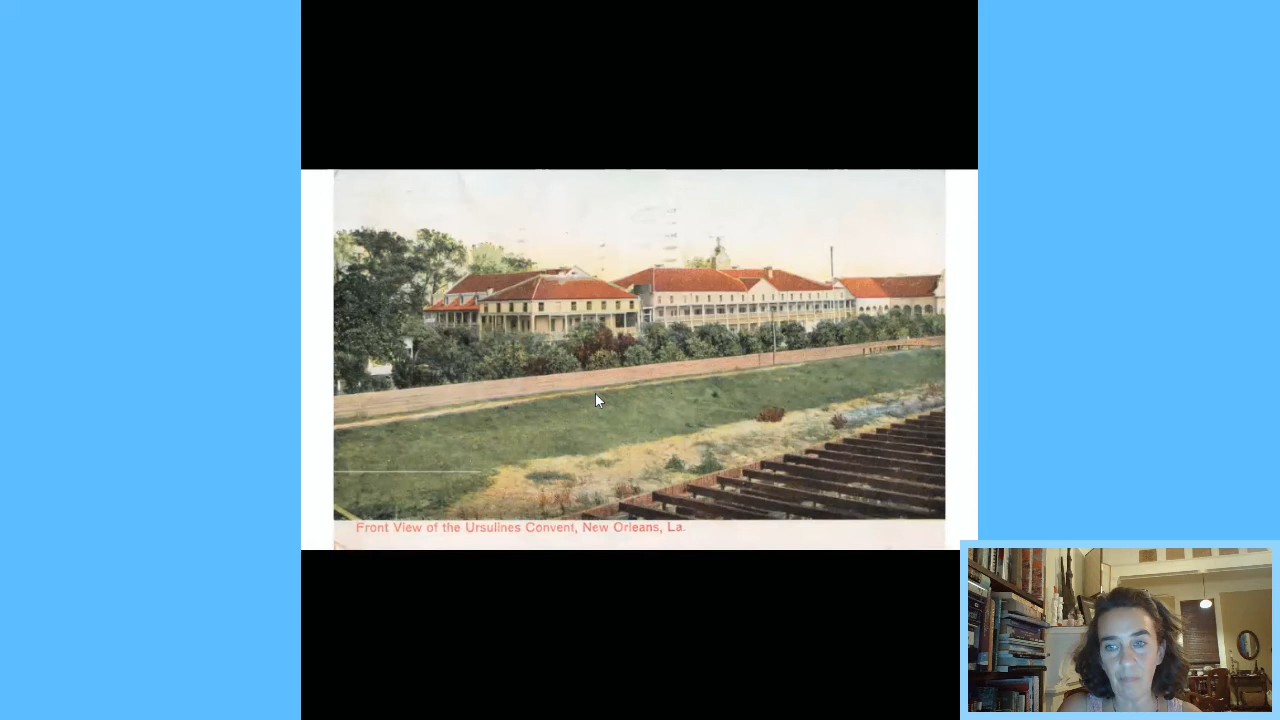 Front View of the Ursulines Convent, New Orleans, La.